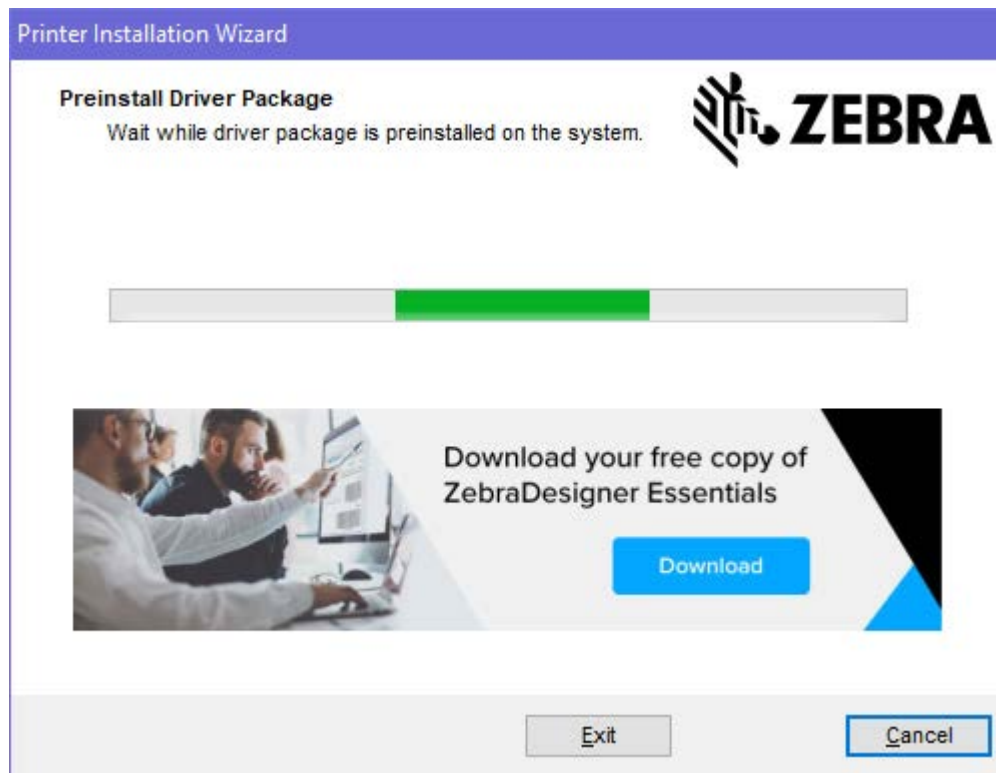 Printer Installation Wizard
Preinstall Driver Package
Wait while driver package is preinstalled on the system.
ZEBRA
Download your free copy of
ZebraDesigner Essentials
Download
Exit
Cancel